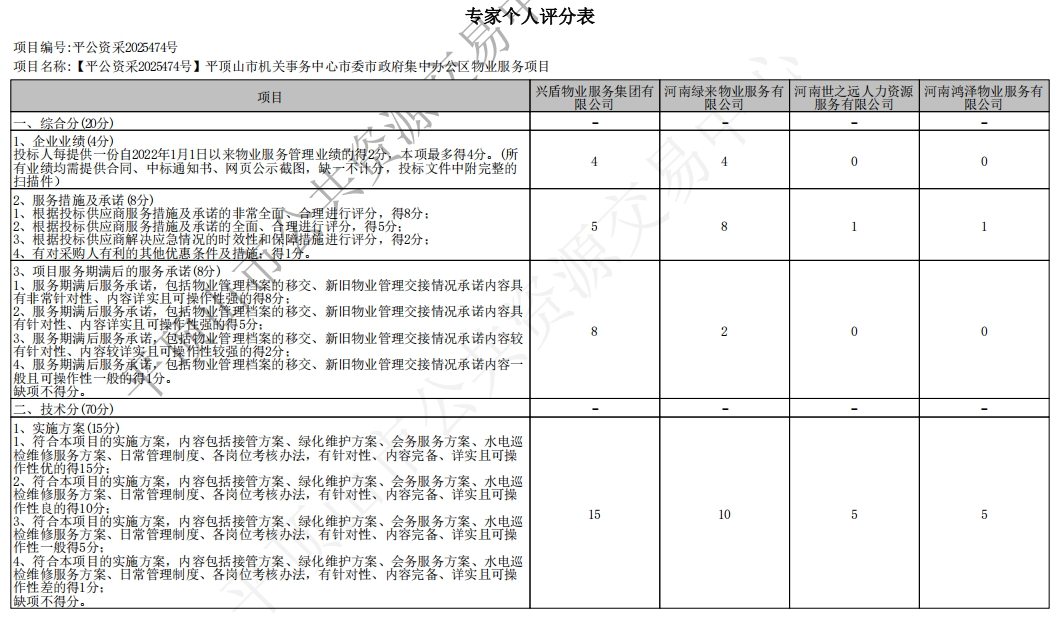 专家个人评分表
项目编号:平公资采2025474号
项目名称:【平公资采2025474号】平顶山市机关事务中心市委市政府集中办公区物业服务项目
项目
兴盾物业服务集团有
限公司
河南绿来物业服务有
限公司
河南世之远人力资源
服务有限公司
河南鸿泽物业服务有
限公司
一、综合分(20分)
-
-
-
-
1、企业业绩(4分)
投标人每提供一份自2022年1月1日以来物业服务管理业绩的得2分，本项最多得4分。(所
有业绩均需提供合同、中标通知书、网页公示截图，缺一不计分，投标文件中附完整的
扫描件)
4
4
0
0
2、服务措施及承诺(8分)
1、根据投标供应商服务措施及承诺的非常全面、合理进行评分，得8分；
2、根据投标供应商服务措施及承诺的全面、合理进行评分，得5分；
3、根据投标供应商解决应急情况的时效性和保障措施进行评分，得2分；
4、有对采购人有利的其他优惠条件及措施：得1分。
5
8
1
1
3、项目服务期满后的服务承诺(8分)
1、服务期满后服务承诺，包括物业管理档案的移交、新旧物业管理交接情况承诺内容具
有非常针对性、内容详实且可操作性强的得8分；
2、服务期满后服务承诺，包括物业管理档案的移交、新旧物业管理交接情况承诺内容具
有针对性、内容详实且可操作性强的得5分；
3、服务期满后服务承诺，包括物业管理档案的移交、新旧物业管理交接情况承诺内容较
有针对性、内容较详实且可操作性较强的得2分；
4、服务期满后服务承诺，包括物业管理档案的移交、新旧物业管理交接情况承诺内容一
般且可操作性一般的得1分。
缺项不得分。
8
2
0
0
二、技术分(70分)
-
-
-
-
1、实施方案(15分)
1、符合本项目的实施方案，内容包括接管方案、绿化维护方案、会务服务方案、水电巡
检维修服务方案、日常管理制度、各岗位考核办法，有针对性、内容完备、详实且可操
作性优的得15分；
2、符合本项目的实施方案，内容包括接管方案、绿化维护方案、会务服务方案、水电巡
检维修服务方案、日常管理制度、各岗位考核办法，有针对性、内容完备、详实且可操
作性良的得10分；
3、符合本项目的实施方案，内容包括接管方案、绿化维护方案、会务服务方案、水电巡
检维修服务方案、日常管理制度、各岗位考核办法，有针对性、内容完备、详实且可操
作性一般得5分；
4、符合本项目的实施方案，内容包括接管方案、绿化维护方案、会务服务方案、水电巡
检维修服务方案、日常管理制度、各岗位考核办法，有针对性、内容完备、详实且可操
作性差的得1分；
缺项不得分。
15
10
5
5
平顶山市公共资源交易中心
平顶山市公共资源交易中心